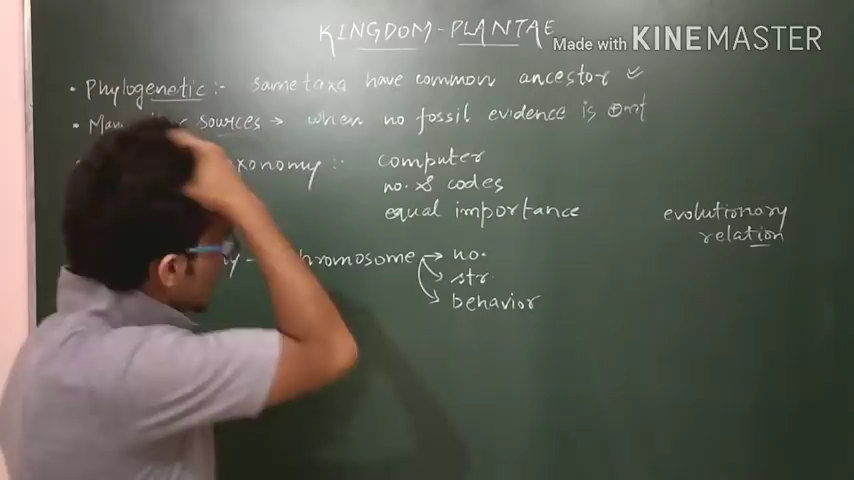 KINGDOM-PLANTAE
Made with KINEMASTER
• Phylogenetic :- same taxa have common ancestor ✓
• sources → when no fossil evidence is
xonomy :- computer
no. & codes
equal importance
evolutionary
relation
y - chromosome → no.
→ str.
→ behavior